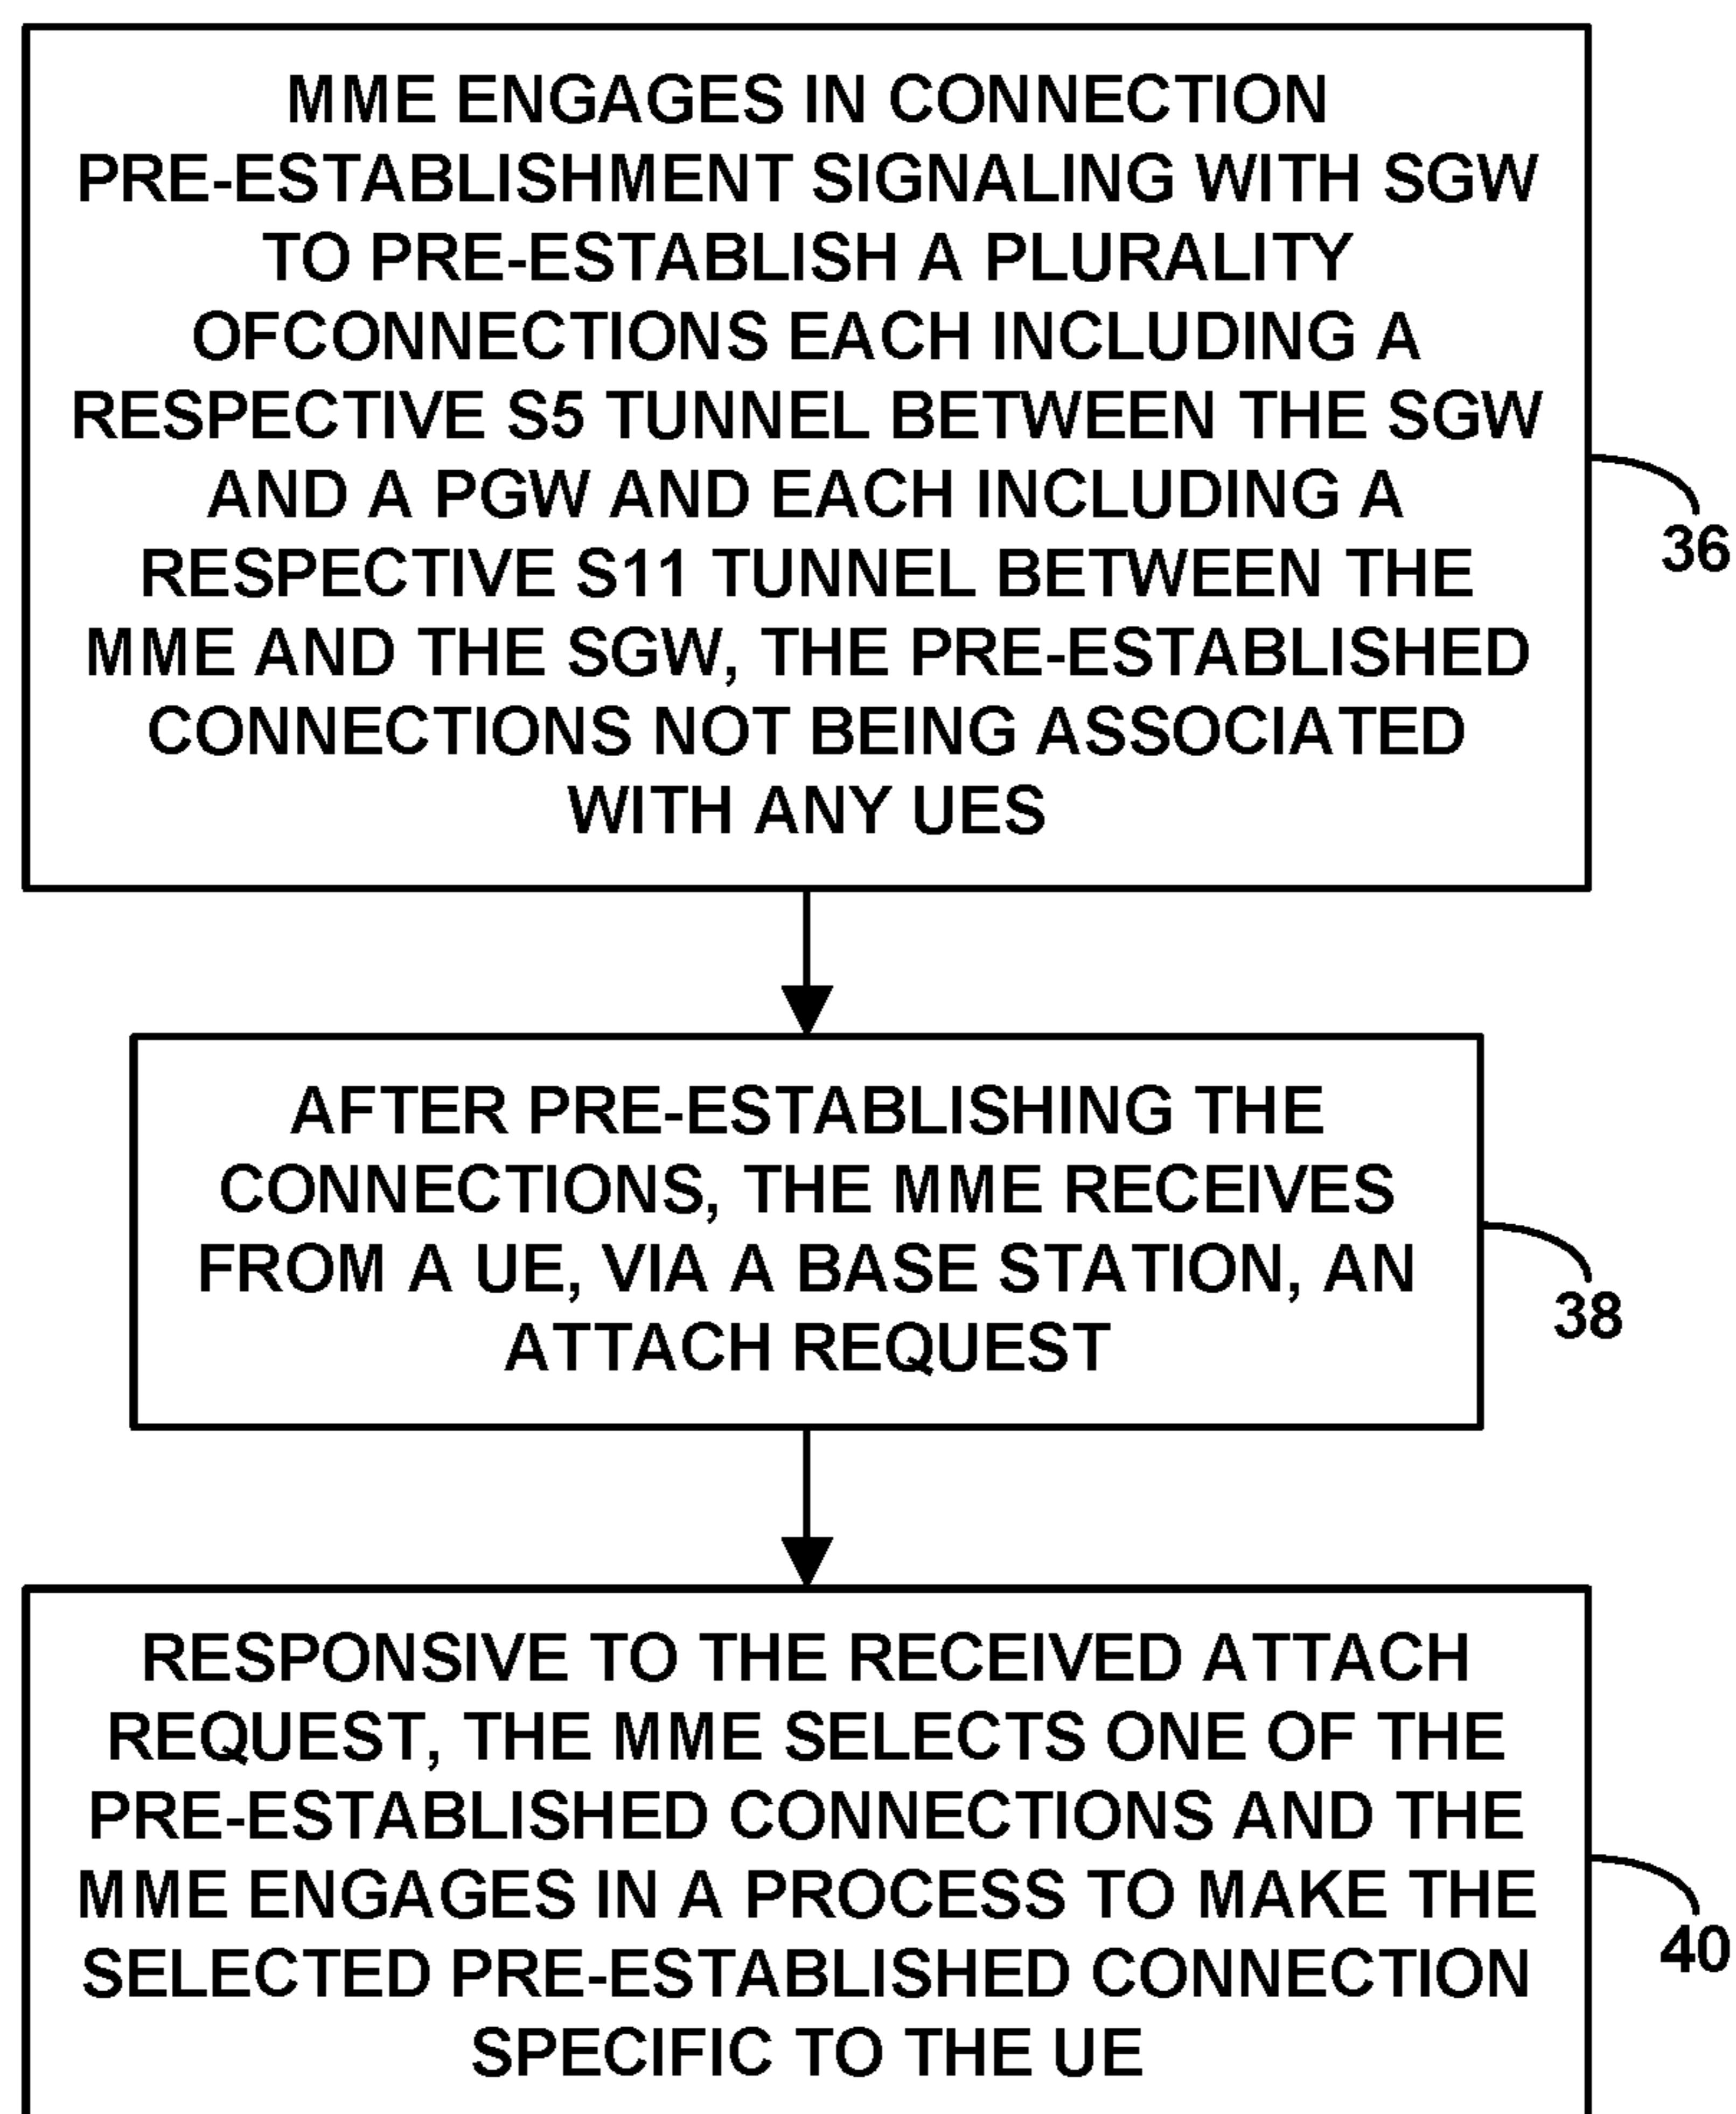 MME ENGAGES IN CONNECTION
PRE-ESTABLISHMENT SIGNALING WITH SGW
TO PRE-ESTABLISH A PLURALITY
OFCONNECTIONS EACH INCLUDING A
RESPECTIVE S5 TUNNEL BETWEEN THE SGW
AND A PGW AND EACH INCLUDING A
RESPECTIVE S11 TUNNEL BETWEEN THE
MME AND THE SGW, THE PRE-ESTABLISHED
CONNECTIONS NOT BEING ASSOCIATED
WITH ANY UES
36
AFTER PRE-ESTABLISHING THE
CONNECTIONS, THE MME RECEIVES
FROM A UE, VIA A BASE STATION, AN
ATTACH REQUEST
38
RESPONSIVE TO THE RECEIVED ATTACH
REQUEST, THE MME SELECTS ONE OF THE
PRE-ESTABLISHED CONNECTIONS AND THE
MME ENGAGES IN A PROCESS TO MAKE THE
SELECTED PRE-ESTABLISHED CONNECTION
SPECIFIC TO THE UE
40